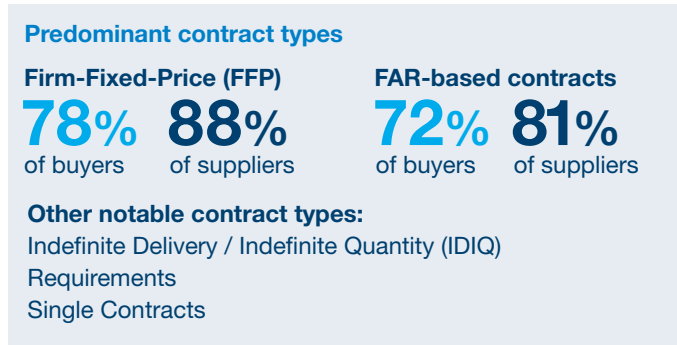 Predominant contract types
Firm-Fixed-Price (FFP)
78% 88%
of buyers of suppliers
FAR-based contracts
72% 81%
of buyers of suppliers
Other notable contract types:
Indefinite Delivery / Indefinite Quantity (IDIQ)
Requirements
Single Contracts